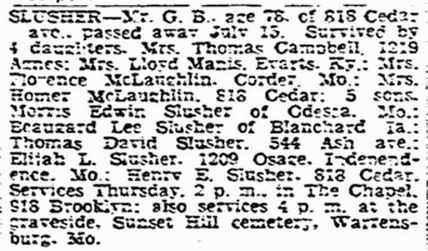 SLUSHER—Mr. G. B., age 78, of 818 Cedar
ave., passed away July 15. Survived by
4 daughters, Mrs. Thomas Campbell, 1219
Agnes; Mrs. Lloyd Manis, Evarts, Ky.; Mrs.
Florence McLaughlin, Corder, Mo.; Mrs.
Homer McLaughlin, 818 Cedar; 5 sons,
Morris Edwin Slusher of Odessa, Mo.;
Lee Slusher of Blanchard, Ia.;
Thomas David Slusher, 544 Ash ave.;
Elijah L. Slusher, 1209 Osage, Independ-
ence, Mo.; Henry E. Slusher, 818 Cedar.
Services Thursday, 2 p. m., in The Chapel,
918 Brooklyn; also services 4 p. m. at the
graveside, Sunset Hill cemetery, Warrens-
burg, Mo.